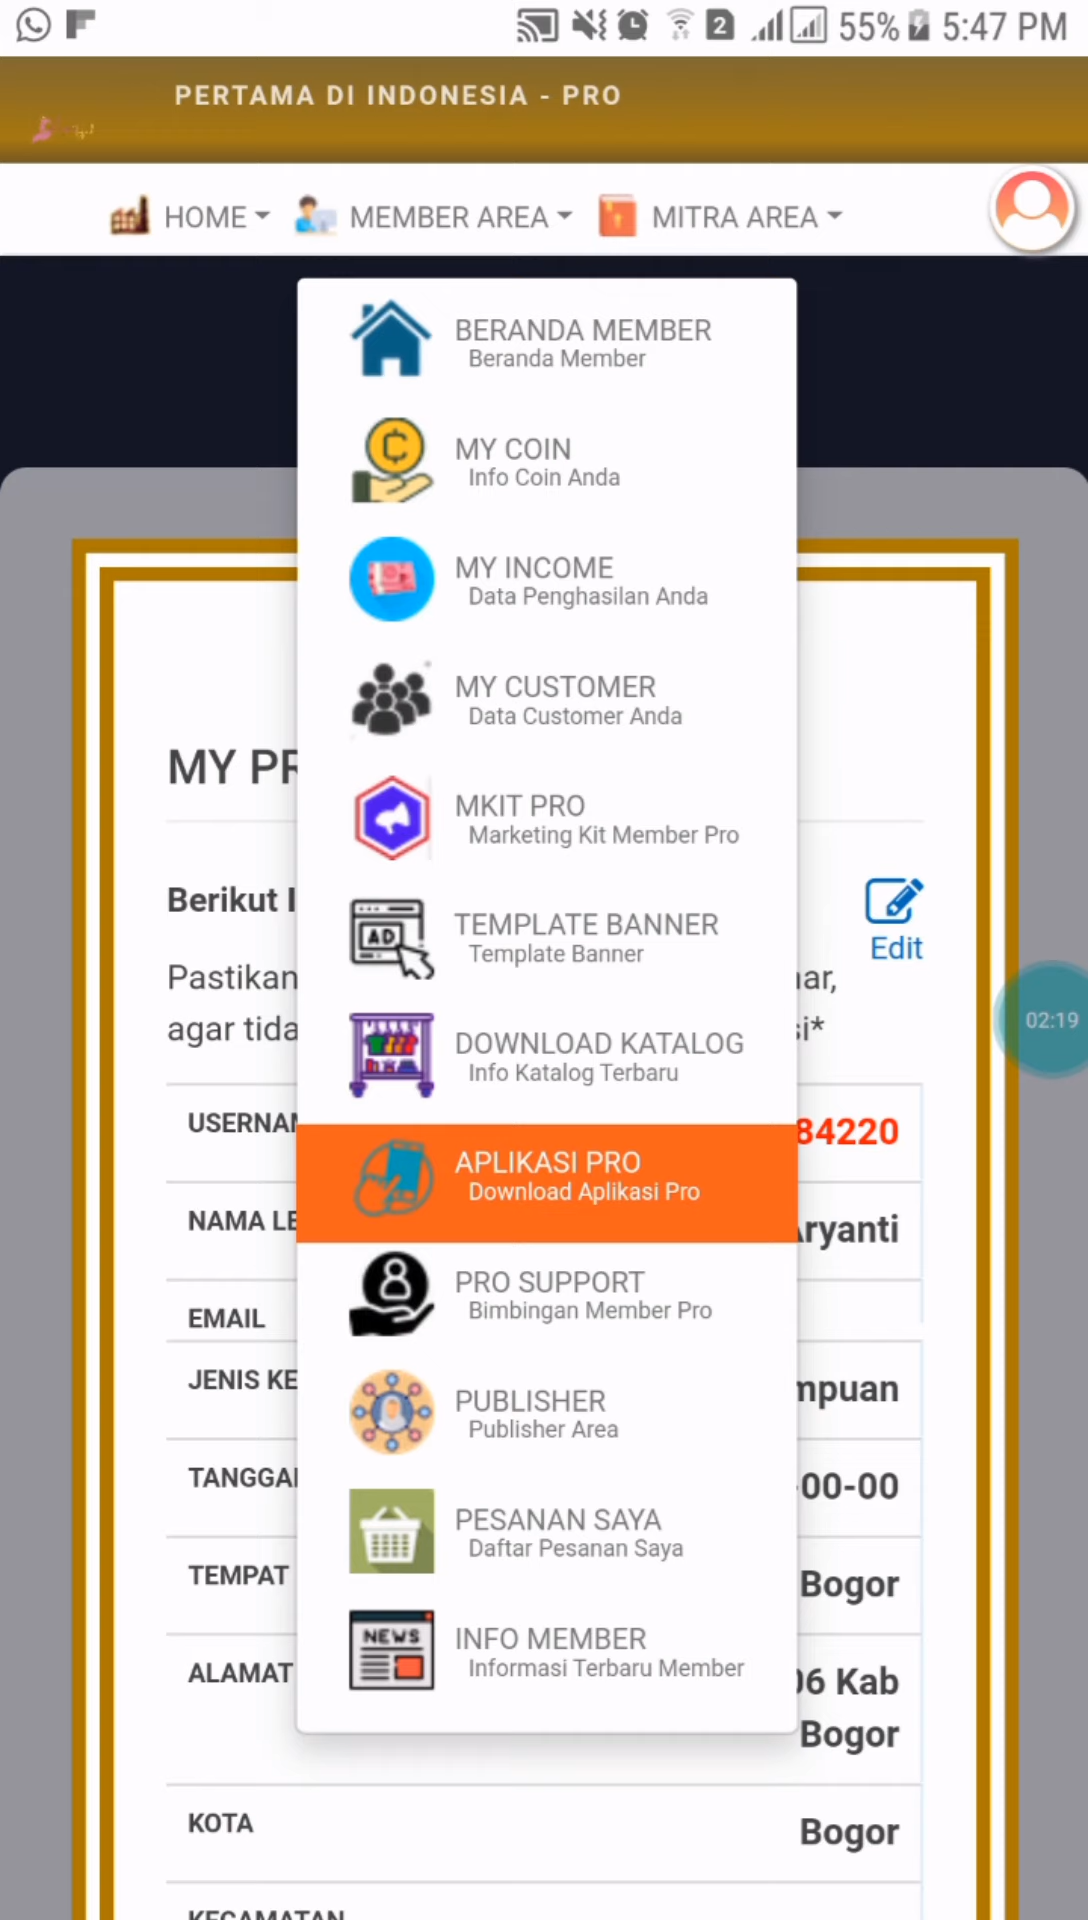 55% 5:47 PM
PERTAMA DI INDONESIA - PRO
HOME MEMBER AREA MITRA AREA
BERANDA MEMBER
Beranda Member
MY COIN
Info Coin Anda
MY INCOME
Data Penghasilan Anda
MY CUSTOMER
Data Customer Anda
MY PR
MKIT PRO
Marketing Kit Member Pro
Berikut I
TEMPLATE BANNER
Template Banner
Edit
Pastikan
agar tida
si*
02:19
DOWNLOAD KATALOG
Info Katalog Terbaru
USERNA
84220
APLIKASI PRO
Download Aplikasi Pro
NAMA LE
Aryanti
PRO SUPPORT
Bimbingan Member Pro
EMAIL
JENIS KE
mpuan
PUBLISHER
Publisher Area
TANGGA
-00-00
PESANAN SAYA
Daftar Pesanan Saya
TEMPAT
Bogor
INFO MEMBER
Informasi Terbaru Member
NEWS
AD
ALAMAT
06 Kab
Bogor
KOTA
Bogor
KECAMATAN